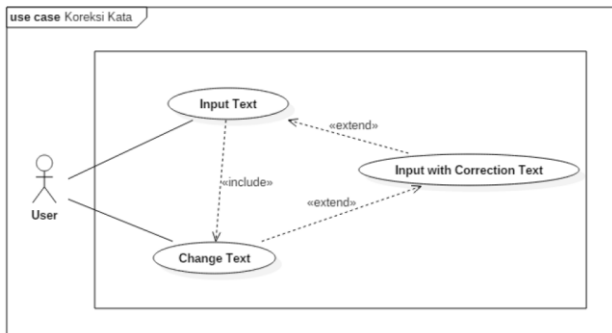 use case Koreksi Kata
Input Text
«extend»
Input with Correction Text
«include»
«extend»
User
Change Text